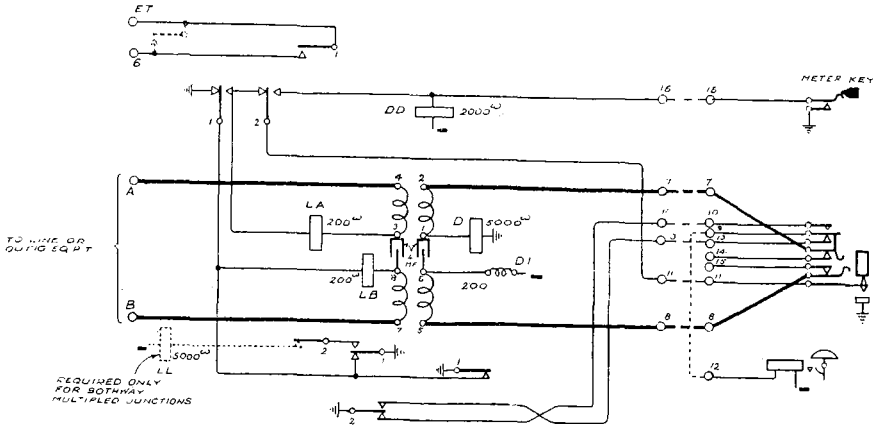 ET
6
1
METER KEY
16
16
DD
2000ω
1
2
A
4
2
7
7
LA
200ω
3
1
D
5000ω
10
9
13
TO LINE OR
OUTG EQPT
4
MF
14
15
8
6
D1
200ω
LB
200
11
11
B
7
5
8
8
LL
5000ω
2
1
1
12
REQUIRED ONLY
FOR BOTHWAY
MULTIPLED JUNCTIONS
2